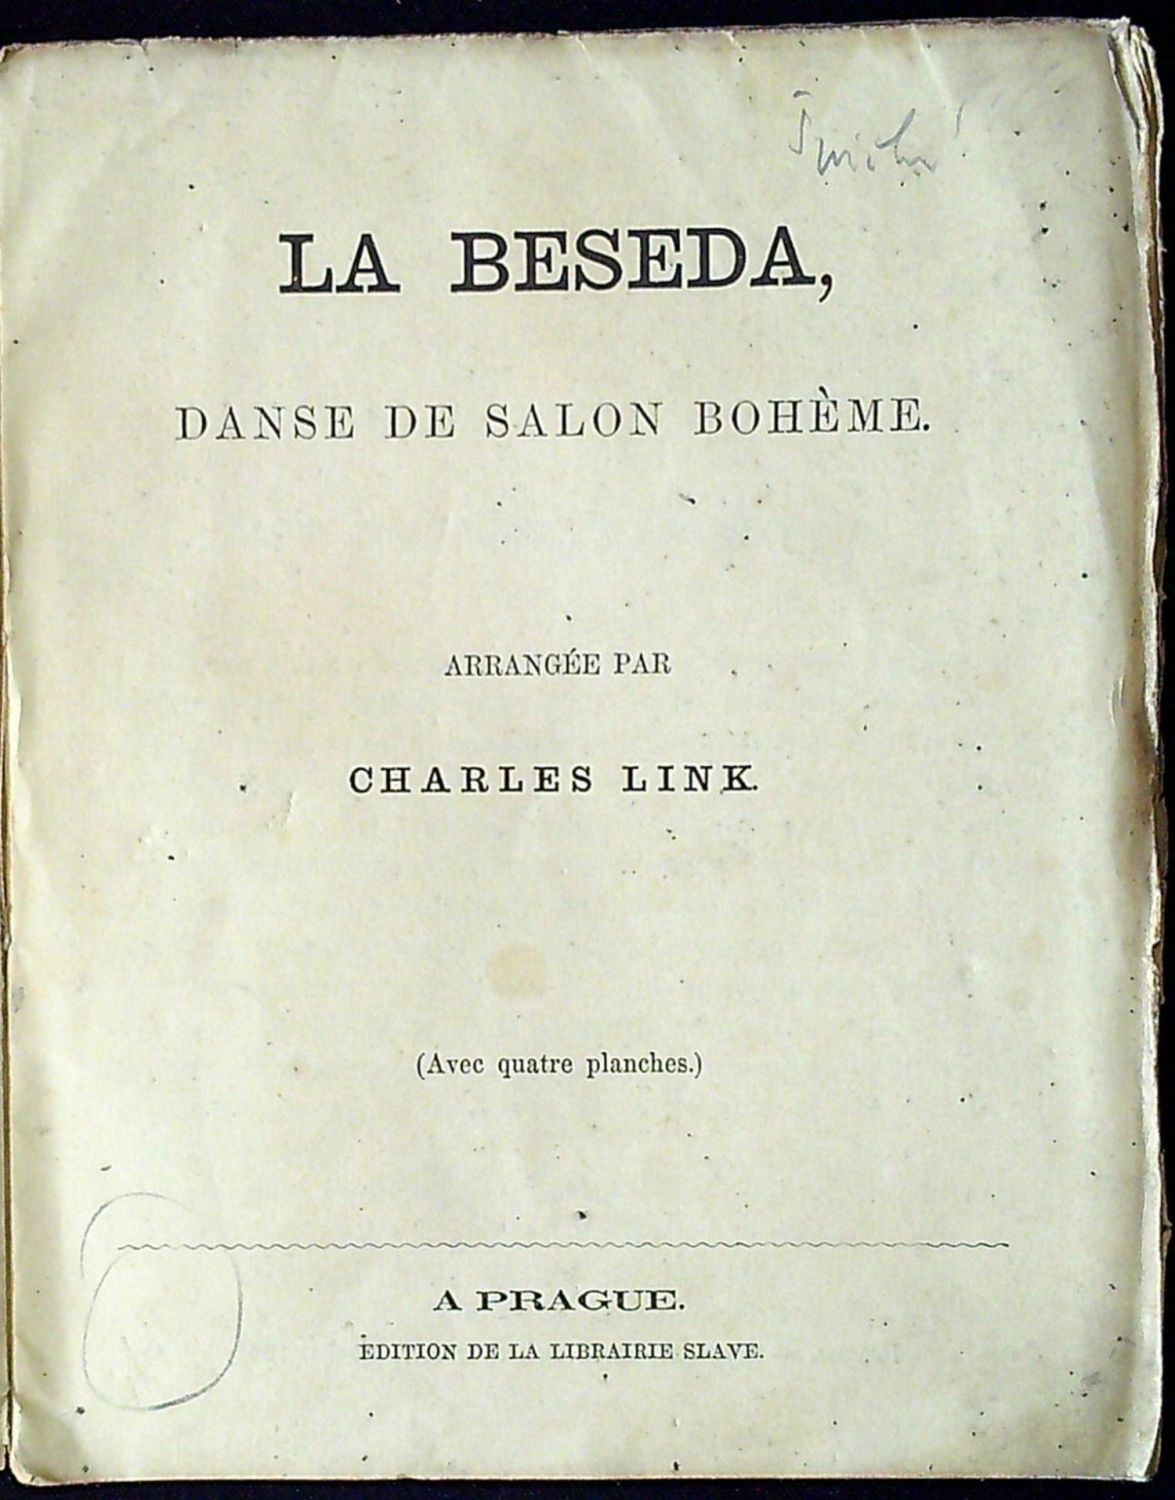 LA BESEDA,
DANSE DE SALON BOHÈME.
ARRANGÉE PAR
CHARLES LINK.
(Avec quatre planches.)
A PRAGUE.
EDITION DE LA LIBRAIRIE SLAVE.